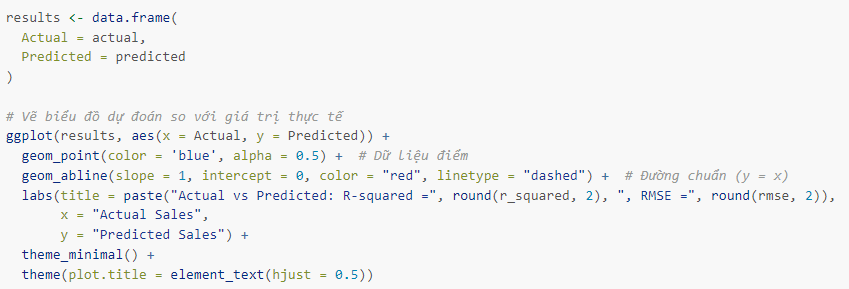 results <- data.frame(
  Actual = actual,
  Predicted = predicted
)

# Vẽ biểu đồ dự đoán so với giá trị thực tế
ggplot(results, aes(x = Actual, y = Predicted)) +
  geom_point(color = 'blue', alpha = 0.5) +  # Dữ liệu điểm
  geom_abline(slope = 1, intercept = 0, color = "red", linetype = "dashed") +  # Đường chuẩn (y = x)
  labs(title = paste("Actual vs Predicted: R-squared =", round(r_squared, 2), ", RMSE =", round(rmse, 2)),
       x = "Actual Sales",
       y = "Predicted Sales") +
  theme_minimal() +
  theme(plot.title = element_text(hjust = 0.5))